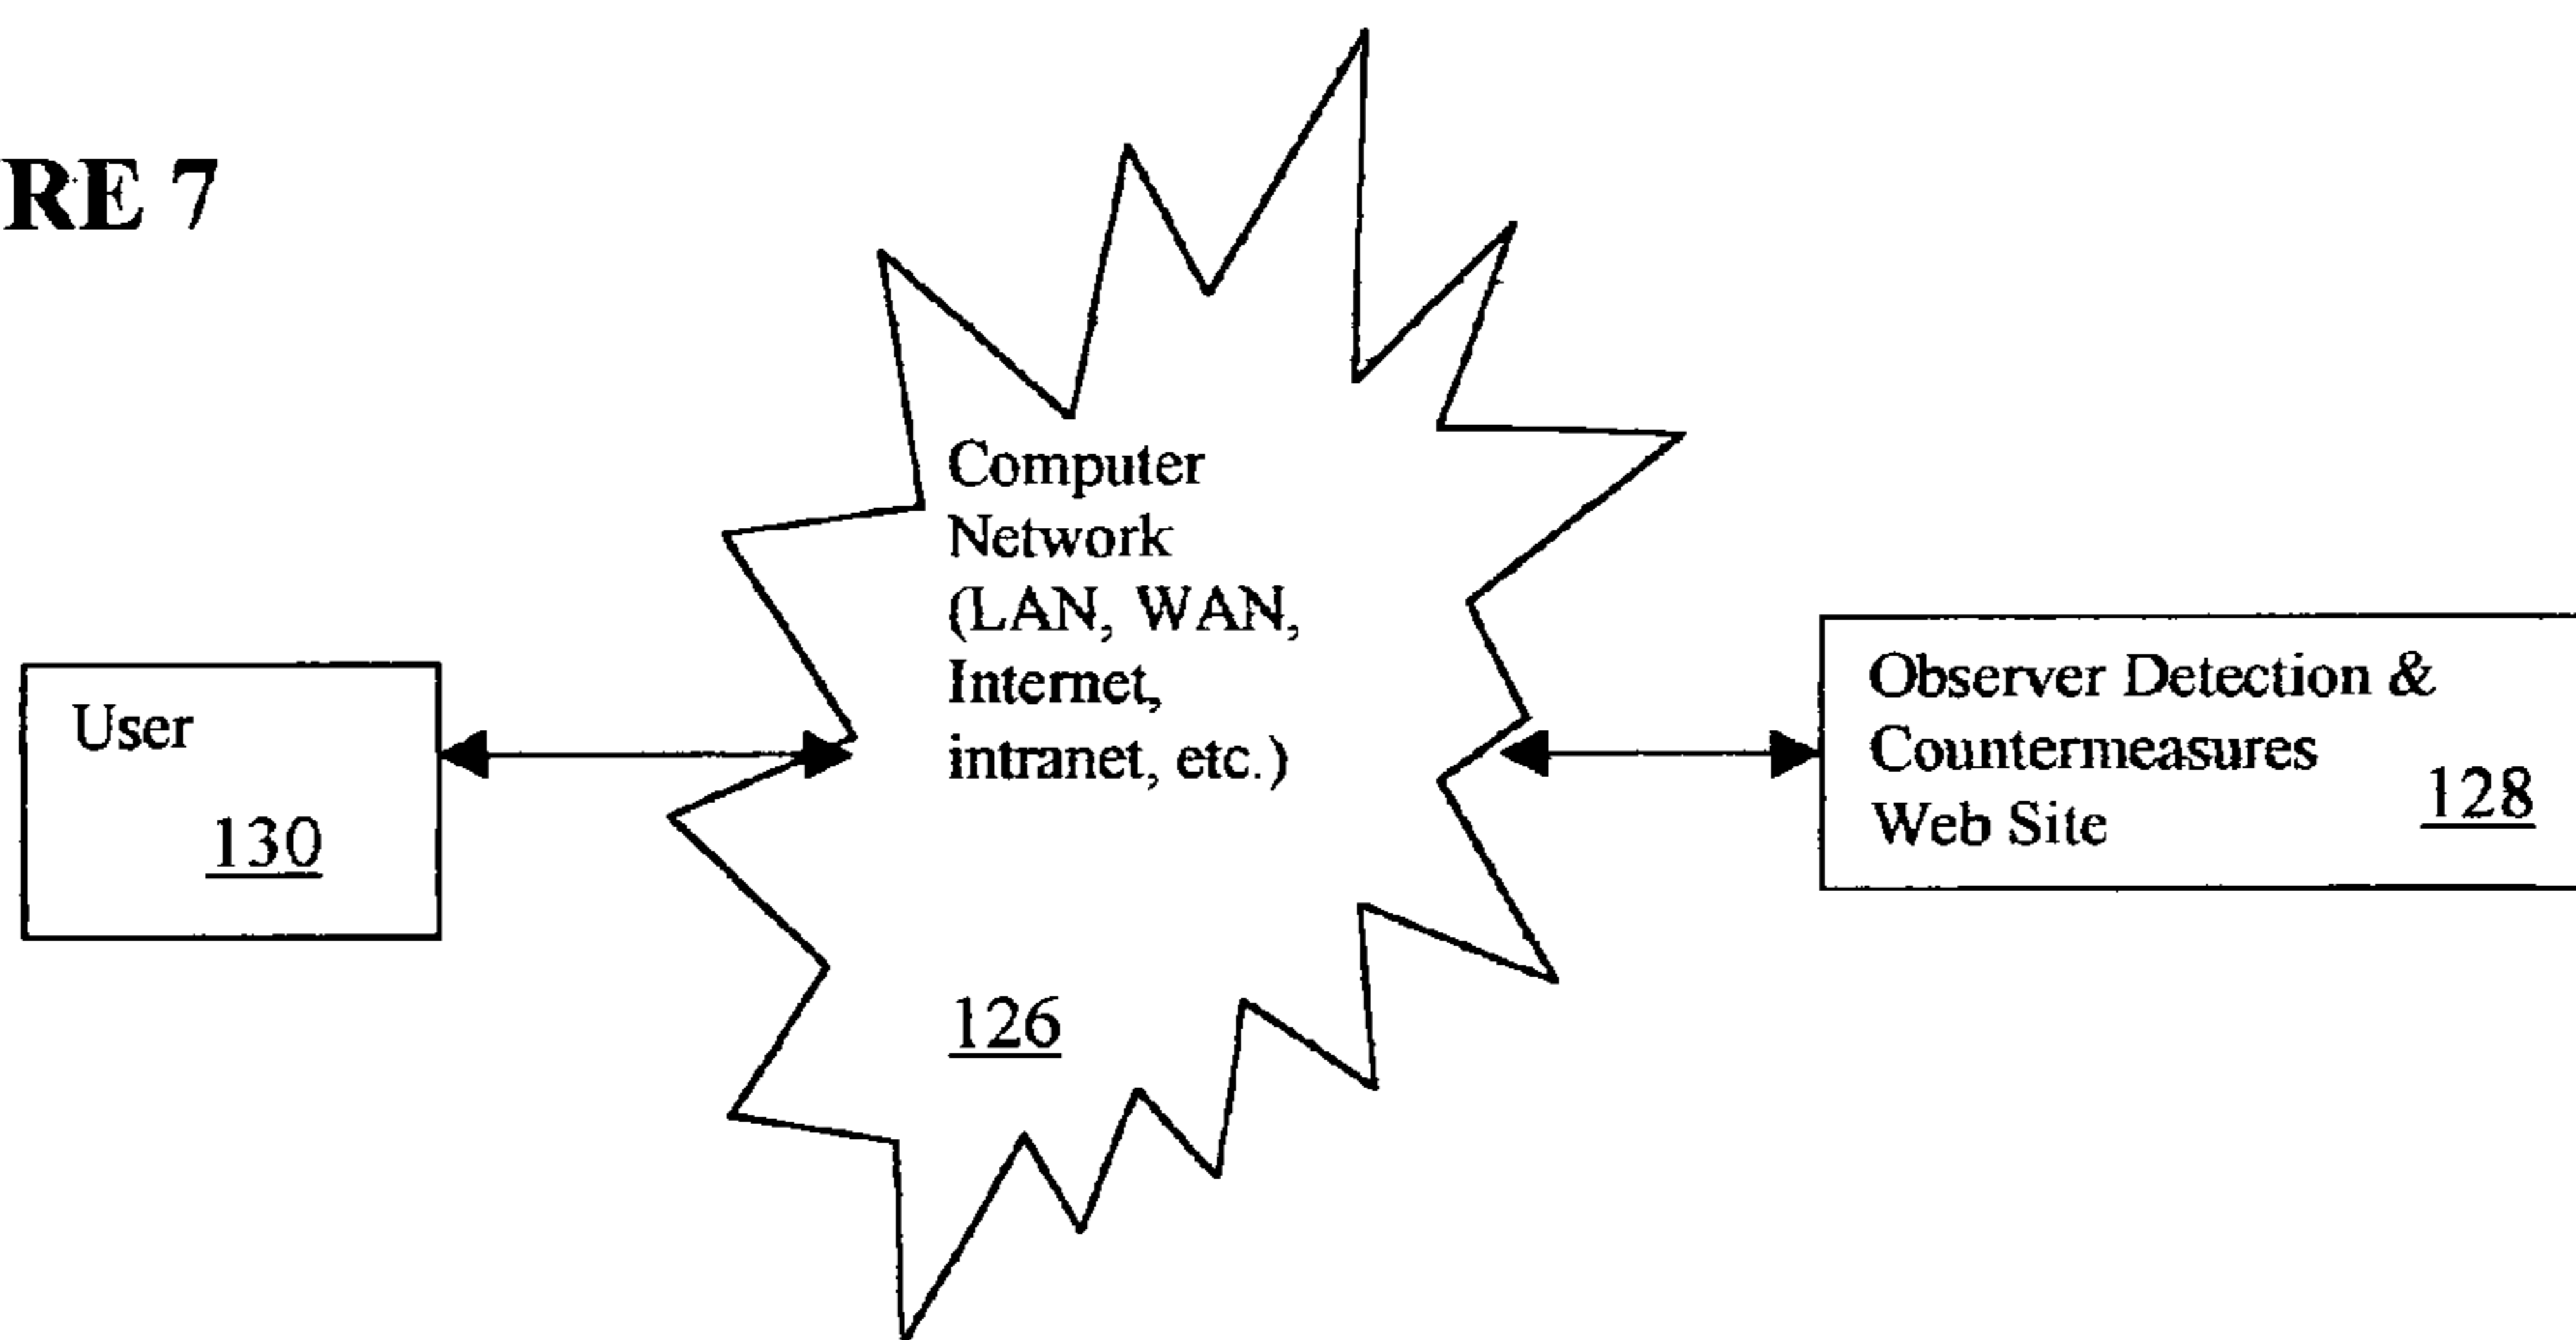 RE 7
Computer
Network
(LAN, WAN,
Internet,
intranet, etc.)
126
User
130
Observer Detection &
Countermeasures
Web Site
128